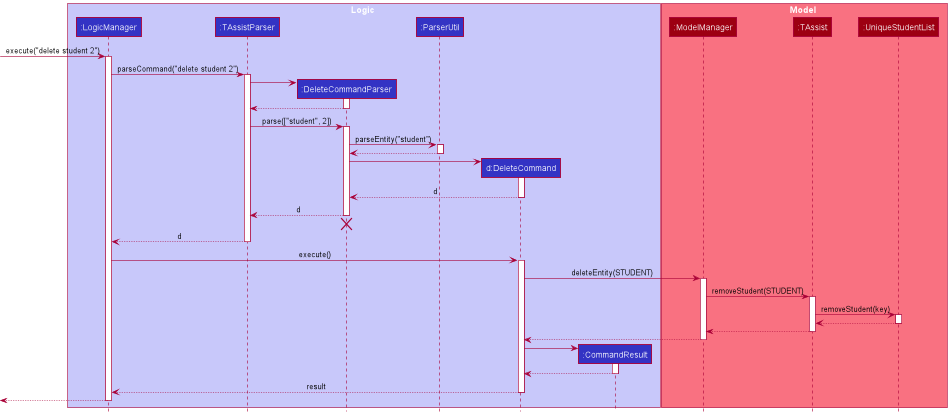 Logic
Model
:LogicManager
:TAssistParser
:ParserUtil
:ModelManager
:TAssist
:UniqueStudentList
execute("delete student 2")
parseCommand("delete student 2")
:DeleteCommandParser
parse(["student", 2])
parseEntity("student")
d:DeleteCommand
d
d
d
execute()
deleteEntity(STUDENT)
removeStudent(STUDENT)
removeStudent(key)
:CommandResult
result